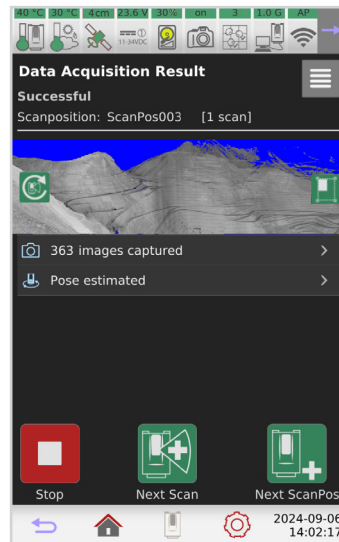 40 °C 30 °C 4cm 23.6 V 30% on 3 1.0 G AP
11-34VDC
Data Acquisition Result
Successful
Scanposition: ScanPos003 [1 scan]
363 images captured
Pose estimated
Stop Next Scan Next ScanPos
2024-09-06
14:02:17